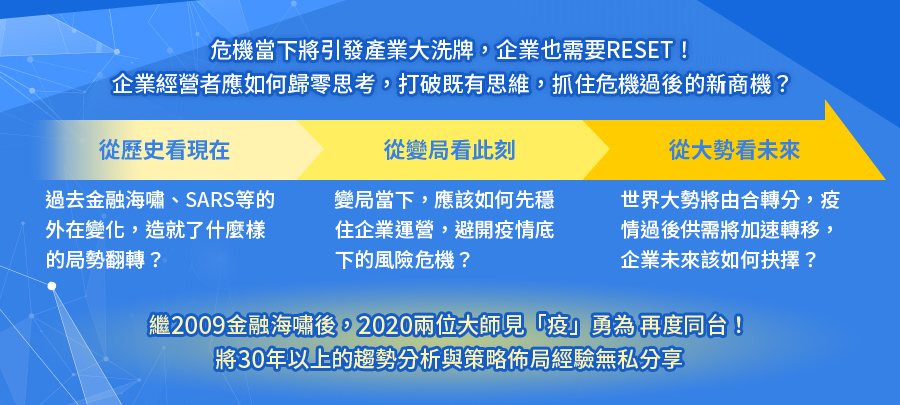 危機當下將引發產業大洗牌，企業也需要RESET！
企業經營者應如何歸零思考，打破既有思維，抓住危機過後的新商機？
從歷史看現在
過去金融海嘯、SARS等的
外在變化，造就了什麼樣
的局勢翻轉？
從變局看此刻
變局當下，應該如何先穩
住企業運營，避開疫情底
下的風險危機？
從大勢看未來
世界大勢將由合轉分，疫
情過後供需將加速轉移，
企業未來該如何抉擇？
繼2009金融海嘯後，2020兩位大師見「疫」勇為 再度同台！
將30年以上的趨勢分析與策略佈局經驗無私分享